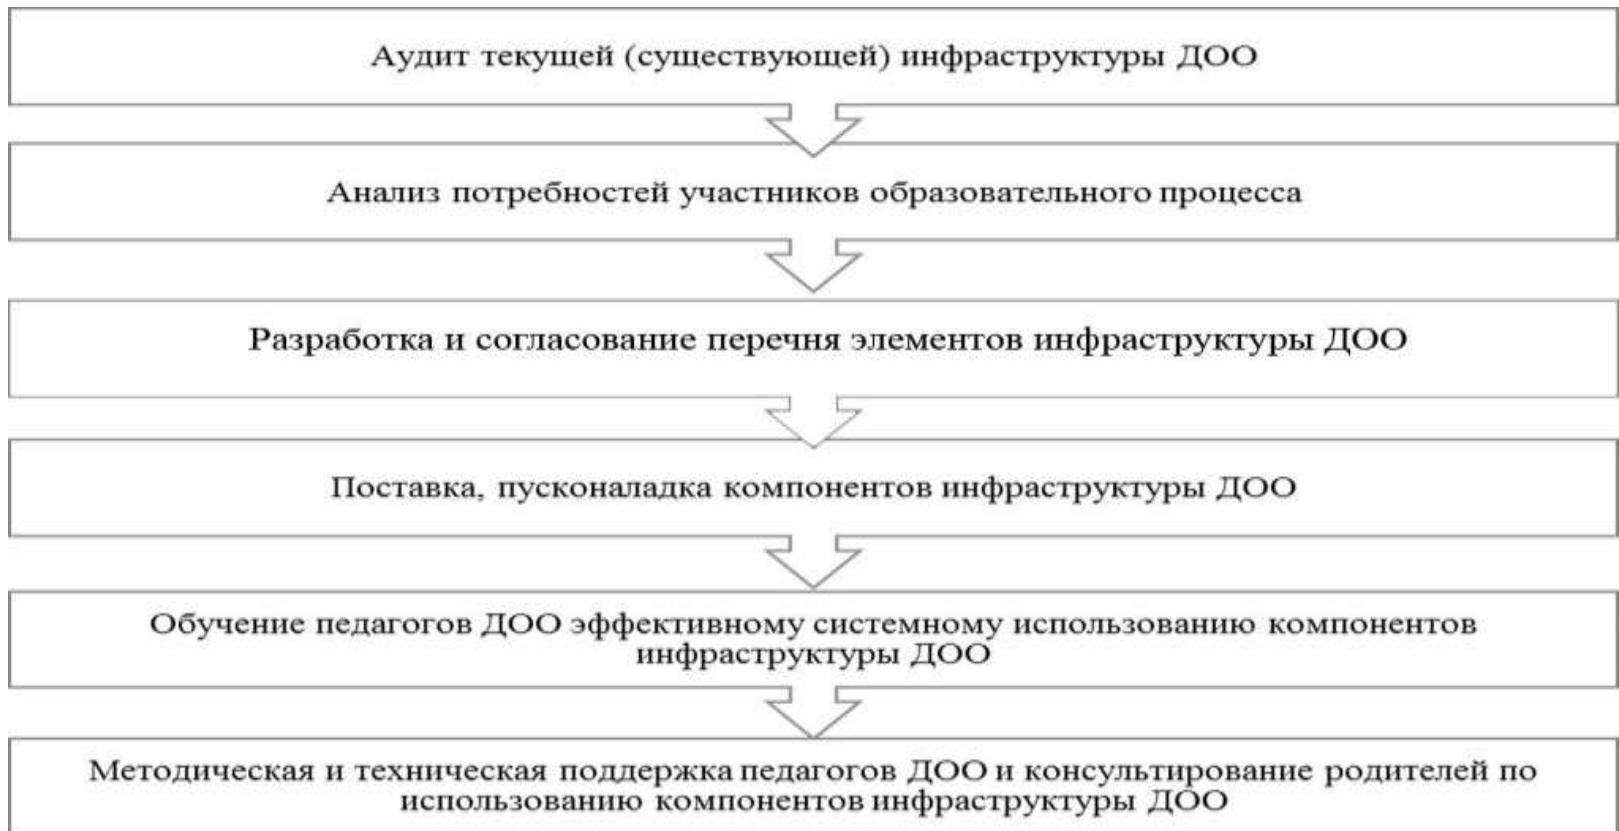 Аудит текущей (существующей) инфраструктуры ДОО
Анализ потребностей участников образовательного процесса
Разработка и согласование перечня элементов инфраструктуры ДОО
Поставка, пусконаладка компонентов инфраструктуры ДОО
Обучение педагогов ДОО эффективному системному использованию компонентов
инфраструктуры ДОО
Методическая и техническая поддержка педагогов ДОО и консультирование родителей по
использованию компонентов инфраструктуры ДОО